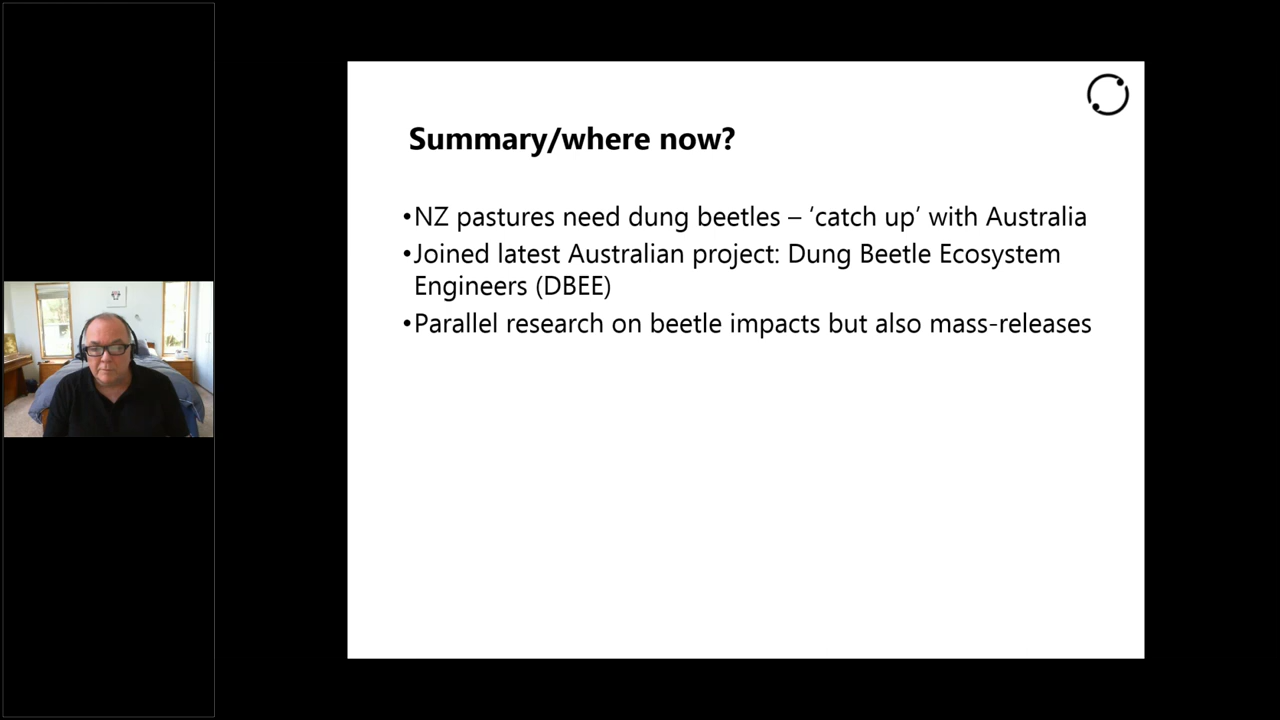 Summary/where now?
•NZ pastures need dung beetles – ‘catch up’ with Australia
•Joined latest Australian project: Dung Beetle Ecosystem
Engineers (DBEE)
•Parallel research on beetle impacts but also mass-releases